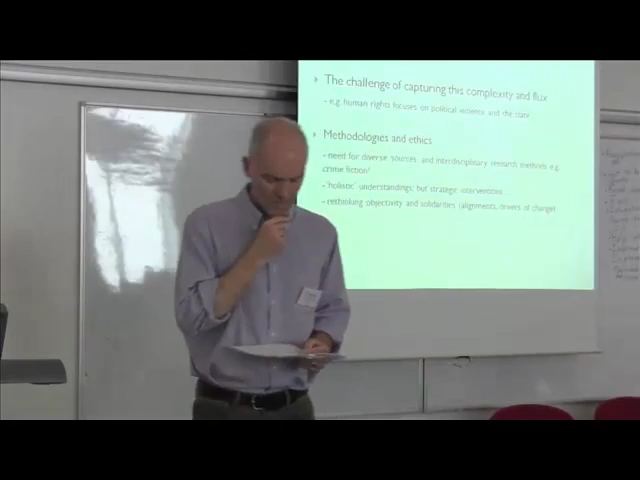 The challenge of capturing this complexity and flux
- e.g. human rights focuses on political violence and the state
Methodologies and ethics
- need for diverse sources and interdisciplinary research methods e.g.
crime fiction?
- 'holistic' understandings, but strategic interventions
- rethinking objectivity and solidarities (alignments, drivers of change)